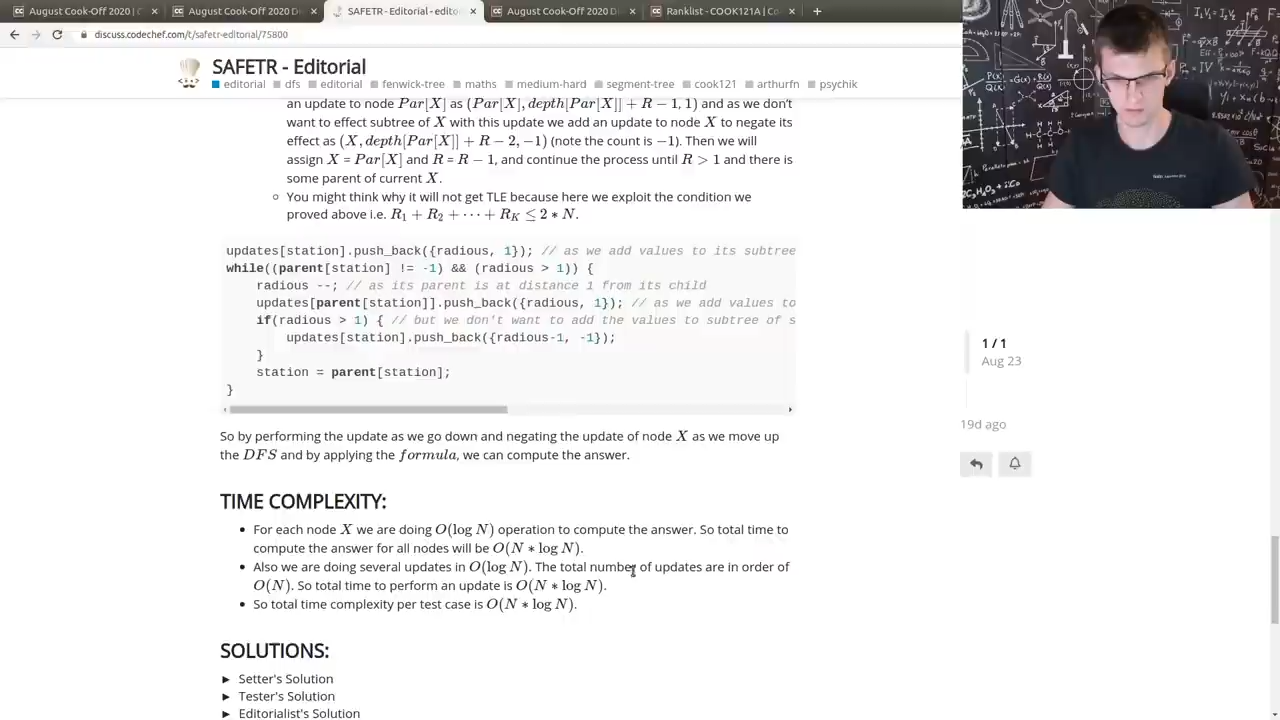 August Cook-Off 2020 | C
August Cook-Off 2020 D
SAFETR - Editorial - edito
August Cook-Off 2020 D
Ranklist - COOK121A | Co
discuss.codechef.com/t/safetr-editorial/75800
SAFETR - Editorial
editorial dfs editorial fenwick-tree maths medium-hard segment-tree cook121 arthurfn psychik
an update to node Par[X] as (Par[X], depth[Par[X]] + R − 1, 1) and as we don't
want to effect subtree of X with this update we add an update to node X to negate its
effect as (X, depth[Par[X]] + R − 2, −1) (note the count is −1). Then we will
assign X = Par[X] and R = R − 1, and continue the process until R > 1 and there is
some parent of current X.
You might think why it will not get TLE because here we exploit the condition we
proved above i.e. R1 + R2 + ⋯ + RK ≤ 2 * N.
updates[station].push_back({radious, 1}); // as we add values to its subtree
while((parent[station] != -1) && (radious > 1)) {
radious --; // as its parent is at distance 1 from its child
updates[parent[station]].push_back({radious, 1}); // as we add values to
if(radious > 1) { // but we don't want to add the values to subtree of s
updates[station].push_back({radious-1, -1});
}
station = parent[station];
}
1 / 1
Aug 23
19d ago
So by performing the update as we go down and negating the update of node X as we move up
the DFS and by applying the formula, we can compute the answer.
TIME COMPLEXITY:
• For each node X we are doing O(log N) operation to compute the answer. So total time to
compute the answer for all nodes will be O(N * log N).
• Also we are doing several updates in O(log N). The total number of updates are in order of
O(N). So total time to perform an update is O(N * log N).
• So total time complexity per test case is O(N * log N).
SOLUTIONS:
► Setter's Solution
► Tester's Solution
► Editorialist's Solution